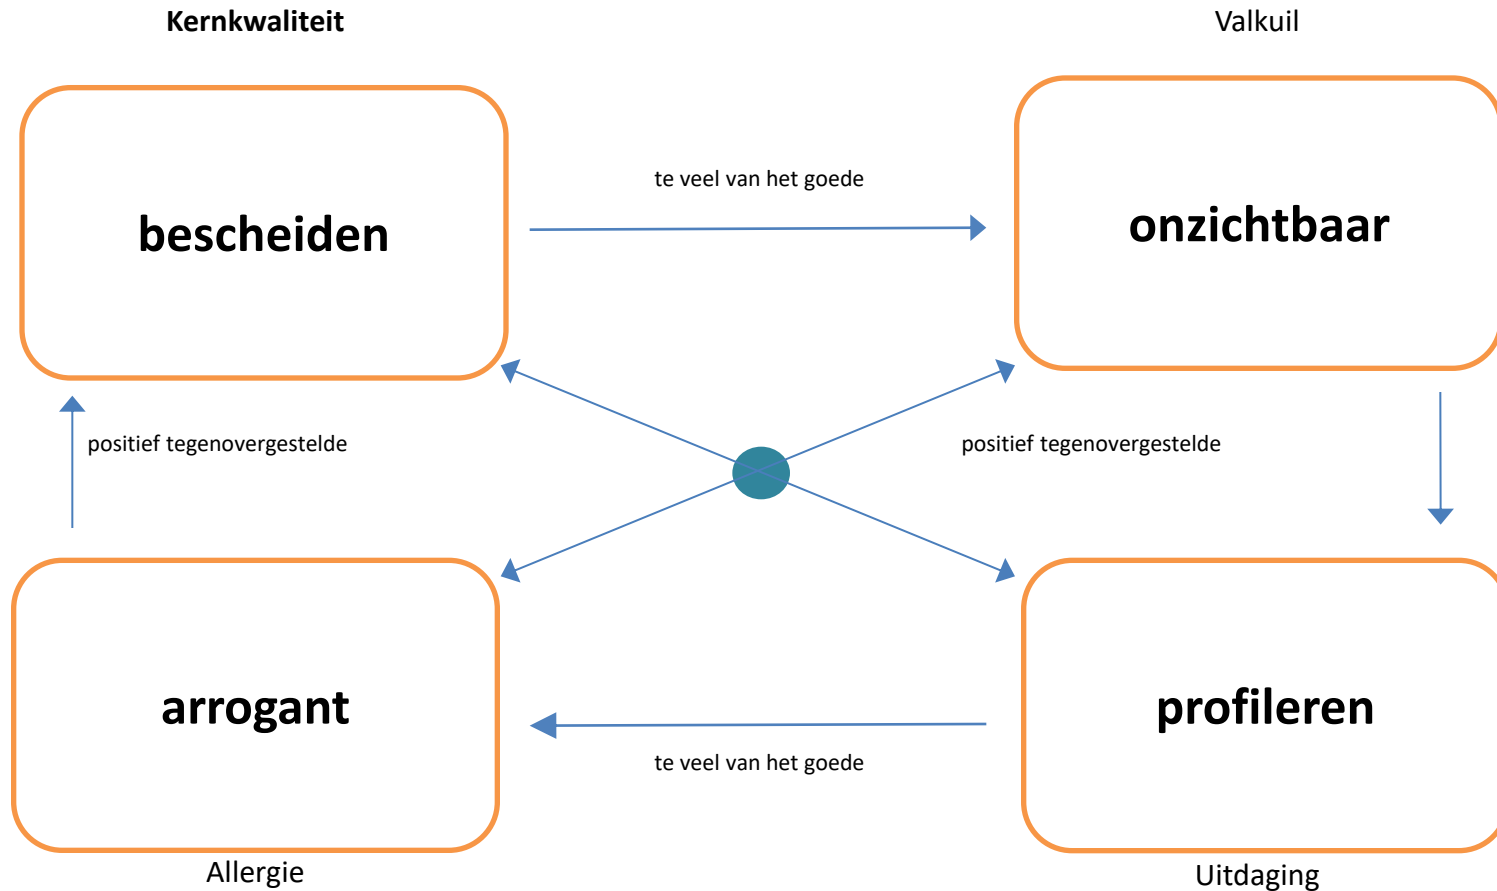 Kernkwaliteit
Valkuil
te veel van het goede
bescheiden
onzichtbaar
positief tegenovergestelde
positief tegenovergestelde
arrogant
profileren
te veel van het goede
Allergie
Uitdaging